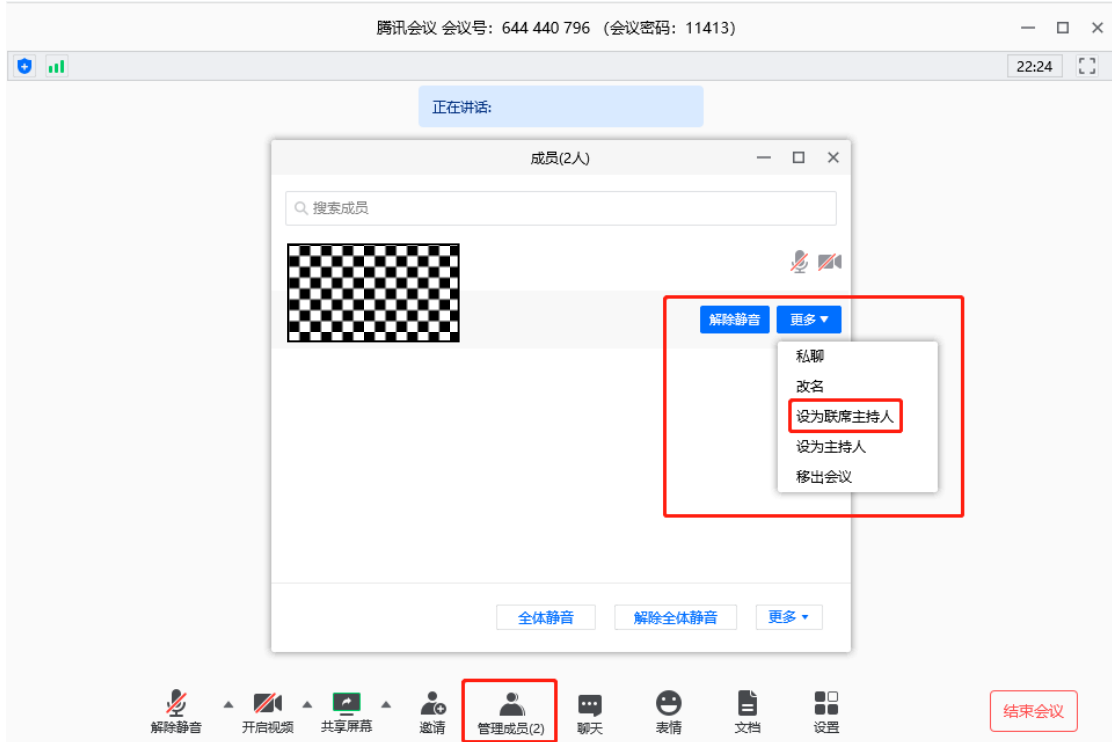 腾讯会议 会议号：644 440 796 （会议密码：11413）
22:24
正在讲话:
成员(2人)
搜索成员
解除静音 更多
私聊
改名
设为联席主持人
设为主持人
移出会议
全体静音 解除全体静音 更多
解除静音 开启视频 共享屏幕 邀请 管理成员(2) 聊天 表情 文档 设置 结束会议